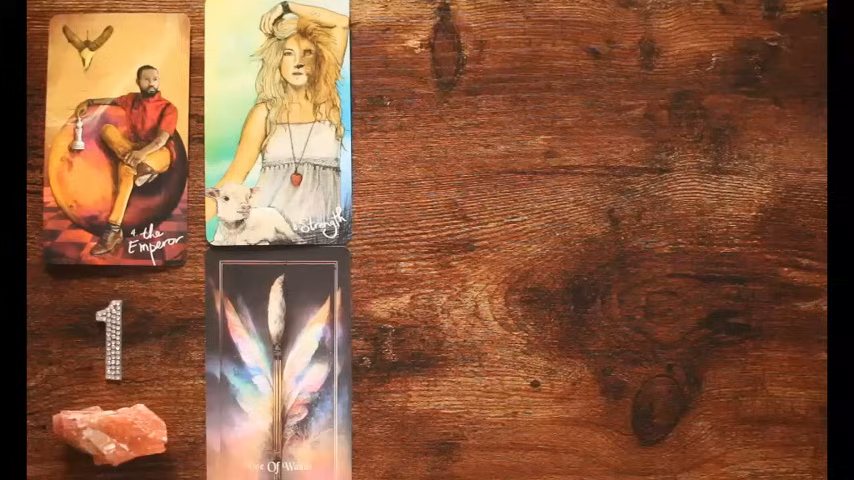 4. the
Emperor
Strength
Of Wands
1